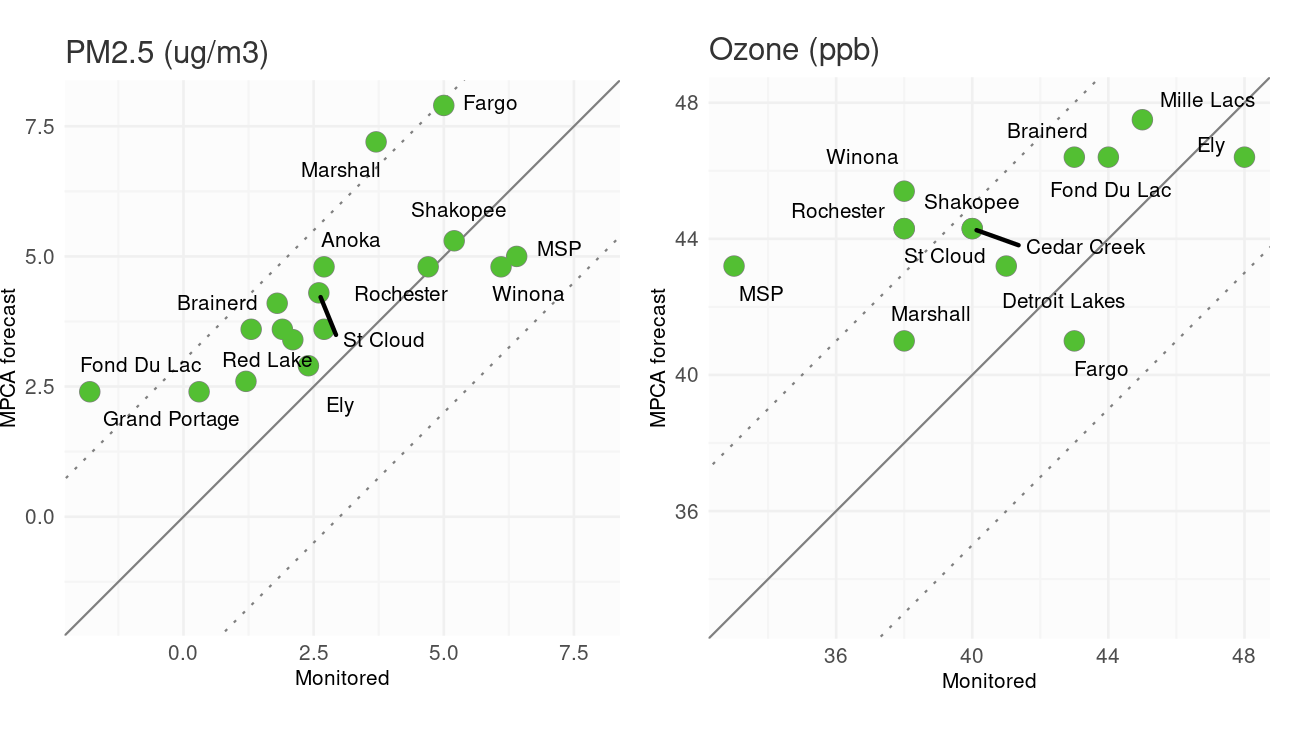 PM2.5 (ug/m3)
7.5
5.0
2.5
0.0
MPCA forecast
Fargo
Marshall
Shakopee
Anoka
MSP
Brainerd
Rochester
Winona
St Cloud
Fond Du Lac
Red Lake
Grand Portage
Ely
0.0 2.5 5.0 7.5
Monitored
Ozone (ppb)
48
44
40
36
MPCA forecast
Mille Lacs
Brainerd
Ely
Winona
Fond Du Lac
Rochester
Shakopee
Cedar Creek
St Cloud
MSP
Detroit Lakes
Marshall
Fargo
36 40 44 48
Monitored